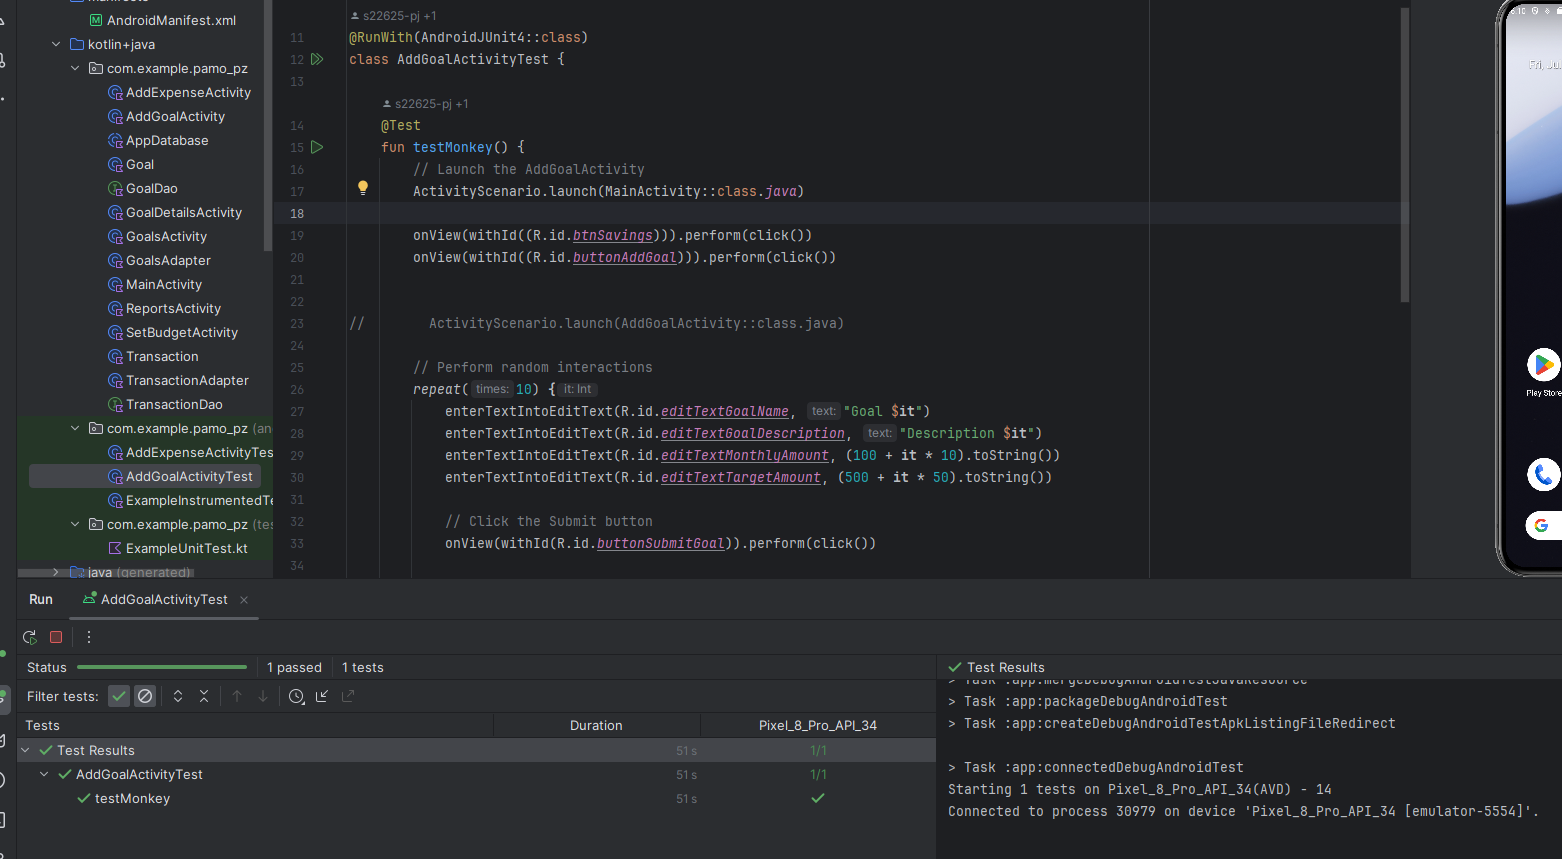 manifests
AndroidManifest.xml
kotlin+java
com.example.pamo_pz
AddExpenseActivity
AddGoalActivity
AppDatabase
Goal
GoalDao
GoalDetailsActivity
GoalsActivity
GoalsAdapter
MainActivity
ReportsActivity
SetBudgetActivity
Transaction
TransactionAdapter
TransactionDao
com.example.pamo_pz (an
AddExpenseActivityTes
AddGoalActivityTest
ExampleInstrumentedTe
com.example.pamo_pz (tes
ExampleUnitTest.kt
java (generated)
s22625-pj +1
11 @RunWith(AndroidJUnit4::class)
12 class AddGoalActivityTest {
13
s22625-pj +1
14 @Test
15 fun testMonkey() {
16 // Launch the AddGoalActivity
17 ActivityScenario.launch(MainActivity::class.java)
18
19 onView(withId((R.id.btnSavings))).perform(click())
20 onView(withId((R.id.buttonAddGoal))).perform(click())
21
22
23 // ActivityScenario.launch(AddGoalActivity::class.java)
24
25 // Perform random interactions
26 repeat( times: 10) { it: Int
27 enterTextIntoEditText(R.id.editTextGoalName, text: "Goal $it")
28 enterTextIntoEditText(R.id.editTextGoalDescription, text: "Description $it")
29 enterTextIntoEditText(R.id.editTextMonthlyAmount, (100 + it * 10).toString())
30 enterTextIntoEditText(R.id.editTextTargetAmount, (500 + it * 50).toString())
31
32 // Click the Submit button
33 onView(withId(R.id.buttonSubmitGoal)).perform(click())
34
Fri, Ju
Play Store
G
Run AddGoalActivityTest
Status 1 passed 1 tests
Filter tests:
Tests Duration Pixel_8_Pro_API_34
Test Results 51 s 1/1
AddGoalActivityTest 51 s 1/1
testMonkey 51 s
Test Results
> Task :app:mergeDebugAndroidTestJavaResource
> Task :app:packageDebugAndroidTest
> Task :app:createDebugAndroidTestApkListingFileRedirect
> Task :app:connectedDebugAndroidTest
Starting 1 tests on Pixel_8_Pro_API_34(AVD) - 14
Connected to process 30979 on device 'Pixel_8_Pro_API_34 [emulator-5554]'.